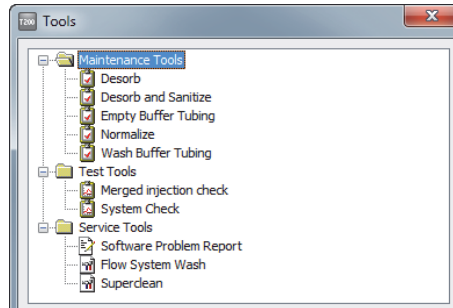 T200 Tools
Maintenance Tools
Desorb
Desorb and Sanitize
Empty Buffer Tubing
Normalize
Wash Buffer Tubing
Test Tools
Merged injection check
System Check
Service Tools
Software Problem Report
Flow System Wash
Superclean